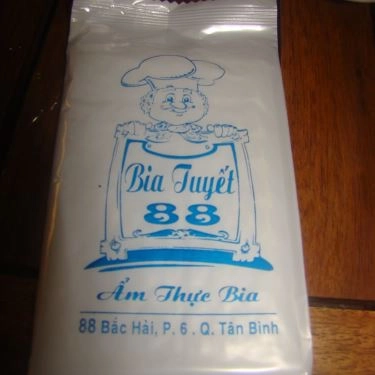 Bia Tuyết
88
Ẩm Thực Bia
88 Bắc Hải, P. 6 . Q. Tân Bình